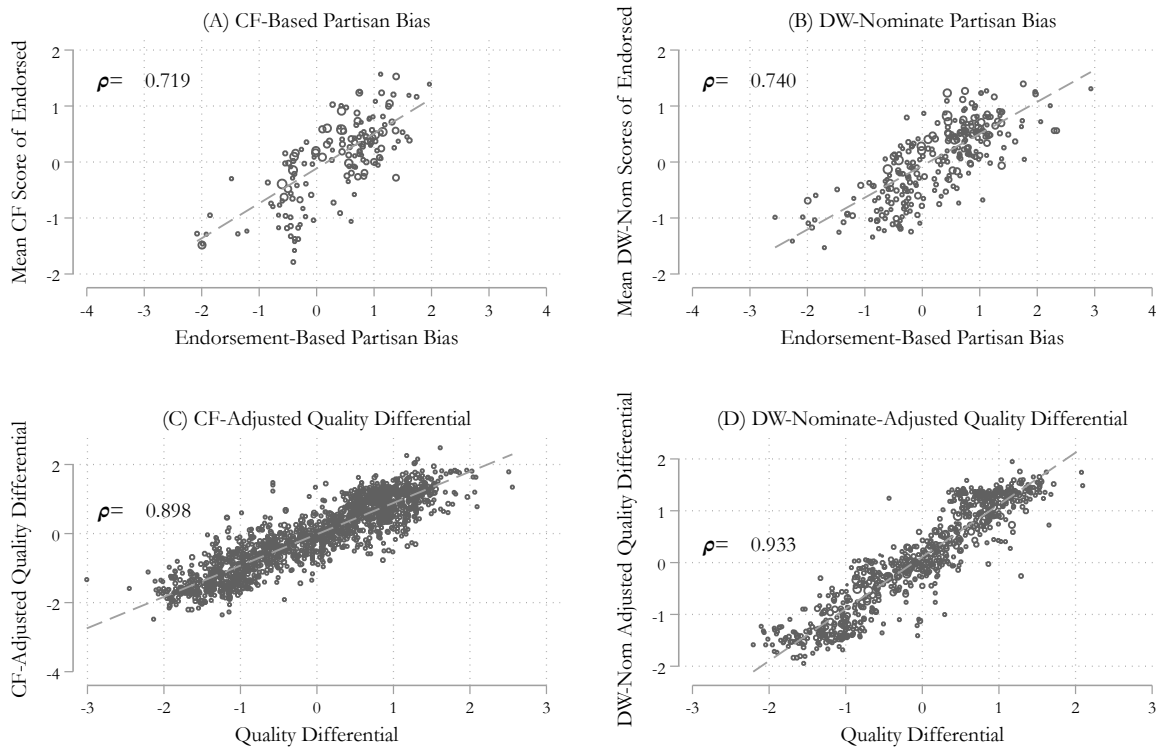 (A) CF-Based Partisan Bias
Mean CF Score of Endorsed
2
1
0
-1
-2
ρ= 0.719
-4 -3 -2 -1 0 1 2 3 4
Endorsement-Based Partisan Bias
(B) DW-Nominate Partisan Bias
Mean DW-Nom Scores of Endorsed
2
1
0
-1
-2
ρ= 0.740
-4 -3 -2 -1 0 1 2 3 4
Endorsement-Based Partisan Bias
(C) CF-Adjusted Quality Differential
CF-Adjusted Quality Differential
2
0
-2
-4
ρ= 0.898
-3 -2 -1 0 1 2 3
Quality Differential
(D) DW-Nominate-Adjusted Quality Differential
DW-Nom Adjusted Quality Differential
2
1
0
-1
-2
ρ= 0.933
-3 -2 -1 0 1 2 3
Quality Differential